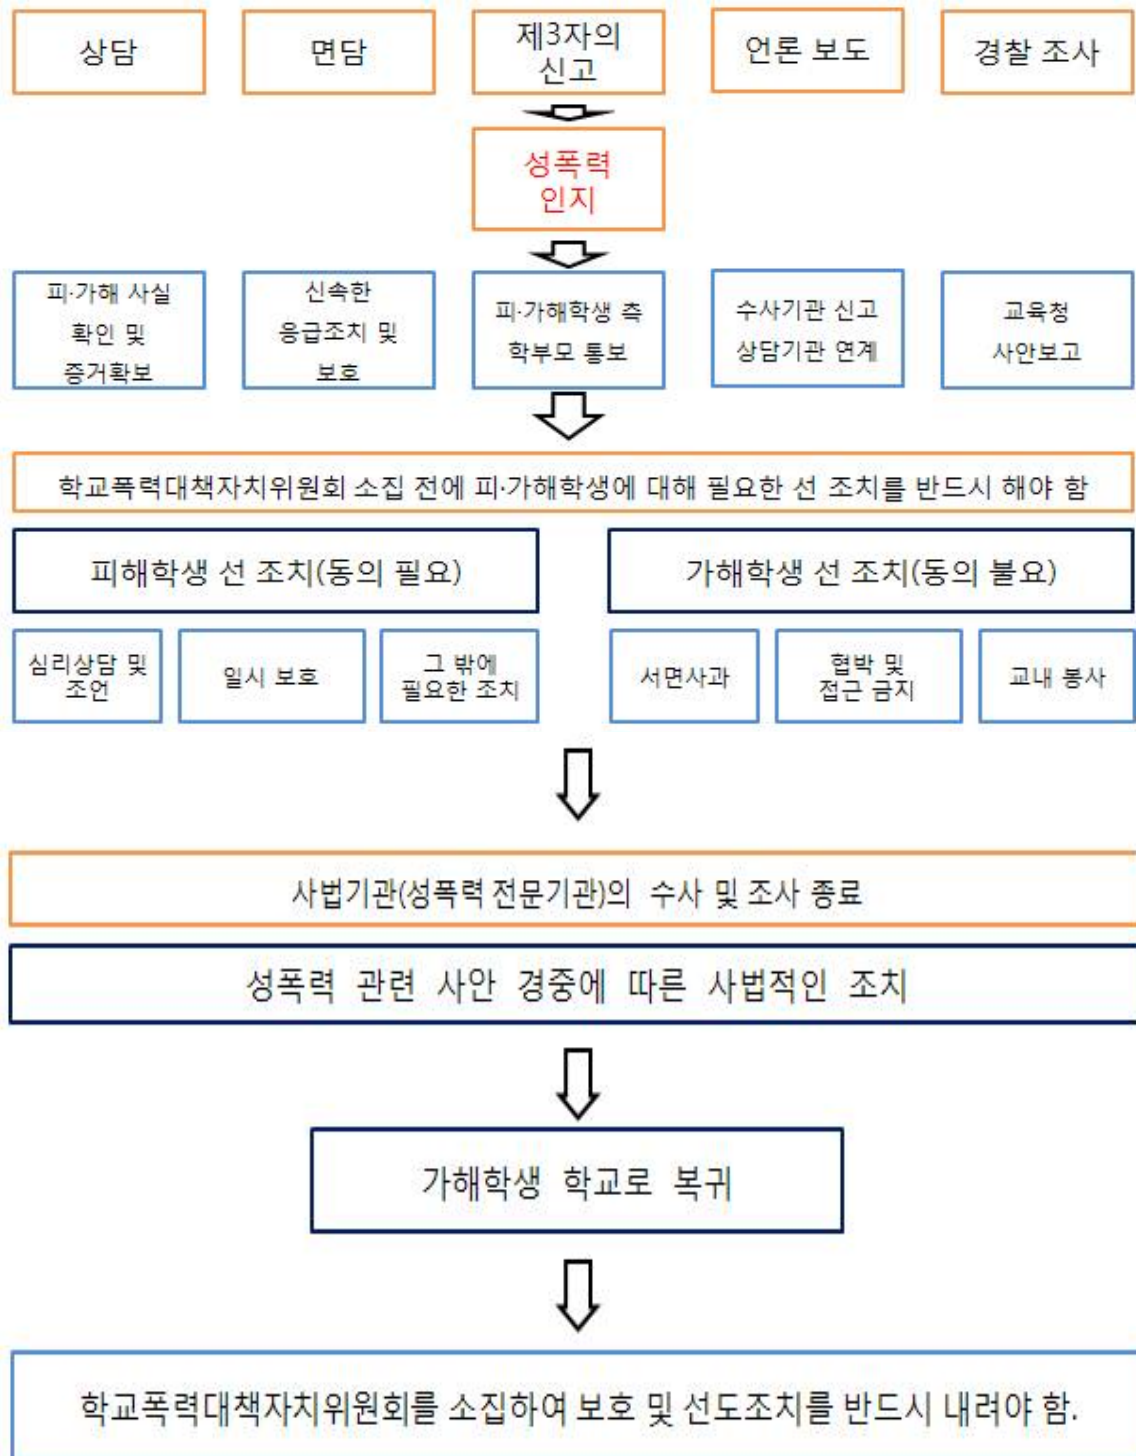 상담
면담
제3자의
신고
언론 보도
경찰 조사
성폭력
인지
피·가해 사실
확인 및
증거확보
신속한
응급조치 및
보호
피·가해학생 측
학부모 통보
수사기관 신고
상담기관 연계
교육청
사안보고
학교폭력대책자치위원회 소집 전에 피·가해학생에 대해 필요한 선 조치를 반드시 해야 함
피해학생 선 조치(동의 필요)
가해학생 선 조치(동의 불요)
심리상담 및
조언
일시 보호
그 밖에
필요한 조치
서면사과
협박 및
접근 금지
교내 봉사
사법기관(성폭력 전문기관)의 수사 및 조사 종료
성폭력 관련 사안 경중에 따른 사법적인 조치
가해학생 학교로 복귀
학교폭력대책자치위원회를 소집하여 보호 및 선도조치를 반드시 내려야 함.